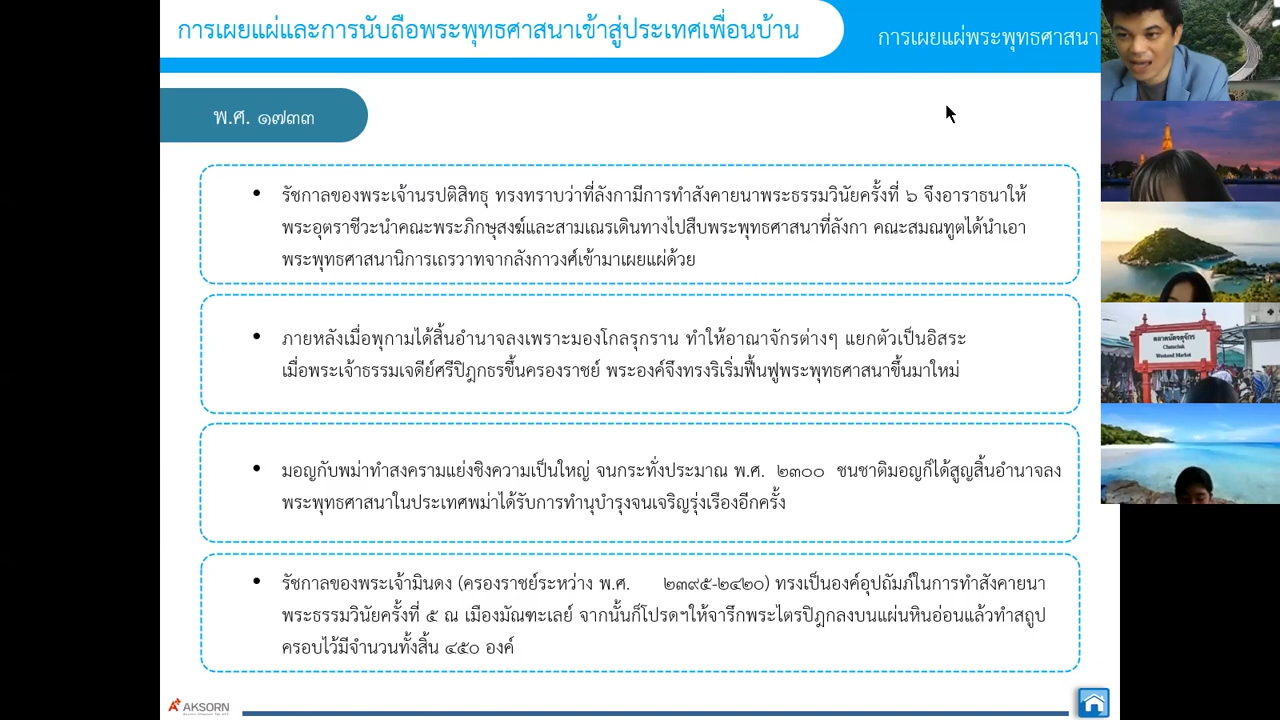 การเผยแผ่และการนับถือพระพุทธศาสนาเข้าสู่ประเทศเพื่อนบ้าน
การเผยแผ่พระพุทธศาสนา
พ.ศ. ๑๗๓๓
• รัชกาลของพระเจ้านรปติสิทธุ ทรงทราบว่าที่ลังกามีการทำสังคายนาพระธรรมวินัยครั้งที่ ๖ จึงอาราธนาให้
พระอุตราชีวะนำคณะพระภิกษุสงฆ์และสามเณรเดินทางไปสืบพระพุทธศาสนาที่ลังกา คณะสมณทูตได้นำเอา
พระพุทธศาสนานิกายเถรวาทจากลังกาวงศ์เข้ามาเผยแผ่ด้วย
• ภายหลังเมื่อพุกามได้สิ้นอำนาจลงเพราะมองโกลรุกราน ทำให้อาณาจักรต่างๆ แยกตัวเป็นอิสระ
เมื่อพระเจ้าธรรมเจดีย์ศรีปิฎกธรขึ้นครองราชย์ พระองค์จึงทรงริเริ่มฟื้นฟูพระพุทธศาสนาขึ้นมาใหม่
• มอญกับพม่าทำสงครามแย่งชิงความเป็นใหญ่ จนกระทั่งประมาณ พ.ศ. ๒๓๐๐ ชนชาติมอญก็ได้สูญสิ้นอำนาจลง
พระพุทธศาสนาในประเทศพม่าได้รับการทำนุบำรุงจนเจริญรุ่งเรืองอีกครั้ง
• รัชกาลของพระเจ้ามินดง (ครองราชย์ระหว่าง พ.ศ. ๒๓๙๕-๒๔๒๐) ทรงเป็นองค์อุปถัมภ์ในการทำสังคายนา
พระธรรมวินัยครั้งที่ ๕ ณ เมืองมัณฑะเลย์ จากนั้นก็โปรดฯให้จารึกพระไตรปิฎกลงบนแผ่นหินอ่อนแล้วทำสถูป
ครอบไว้มีจำนวนทั้งสิ้น ๔๕๐ องค์
ตลาดนัดจตุจักร
Chatuchak
Weekend Market
AKSORN